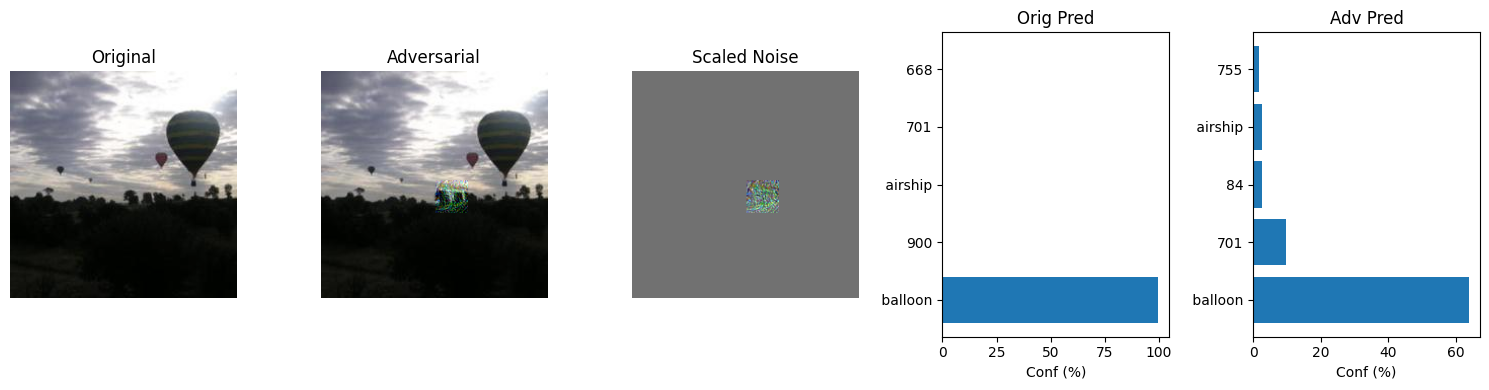 Original
Adversarial
Scaled Noise
Orig Pred
668
701
airship
900
balloon
0 25 50 75 100
Conf (%)
Adv Pred
755
airship
84
701
balloon
0 20 40 60
Conf (%)